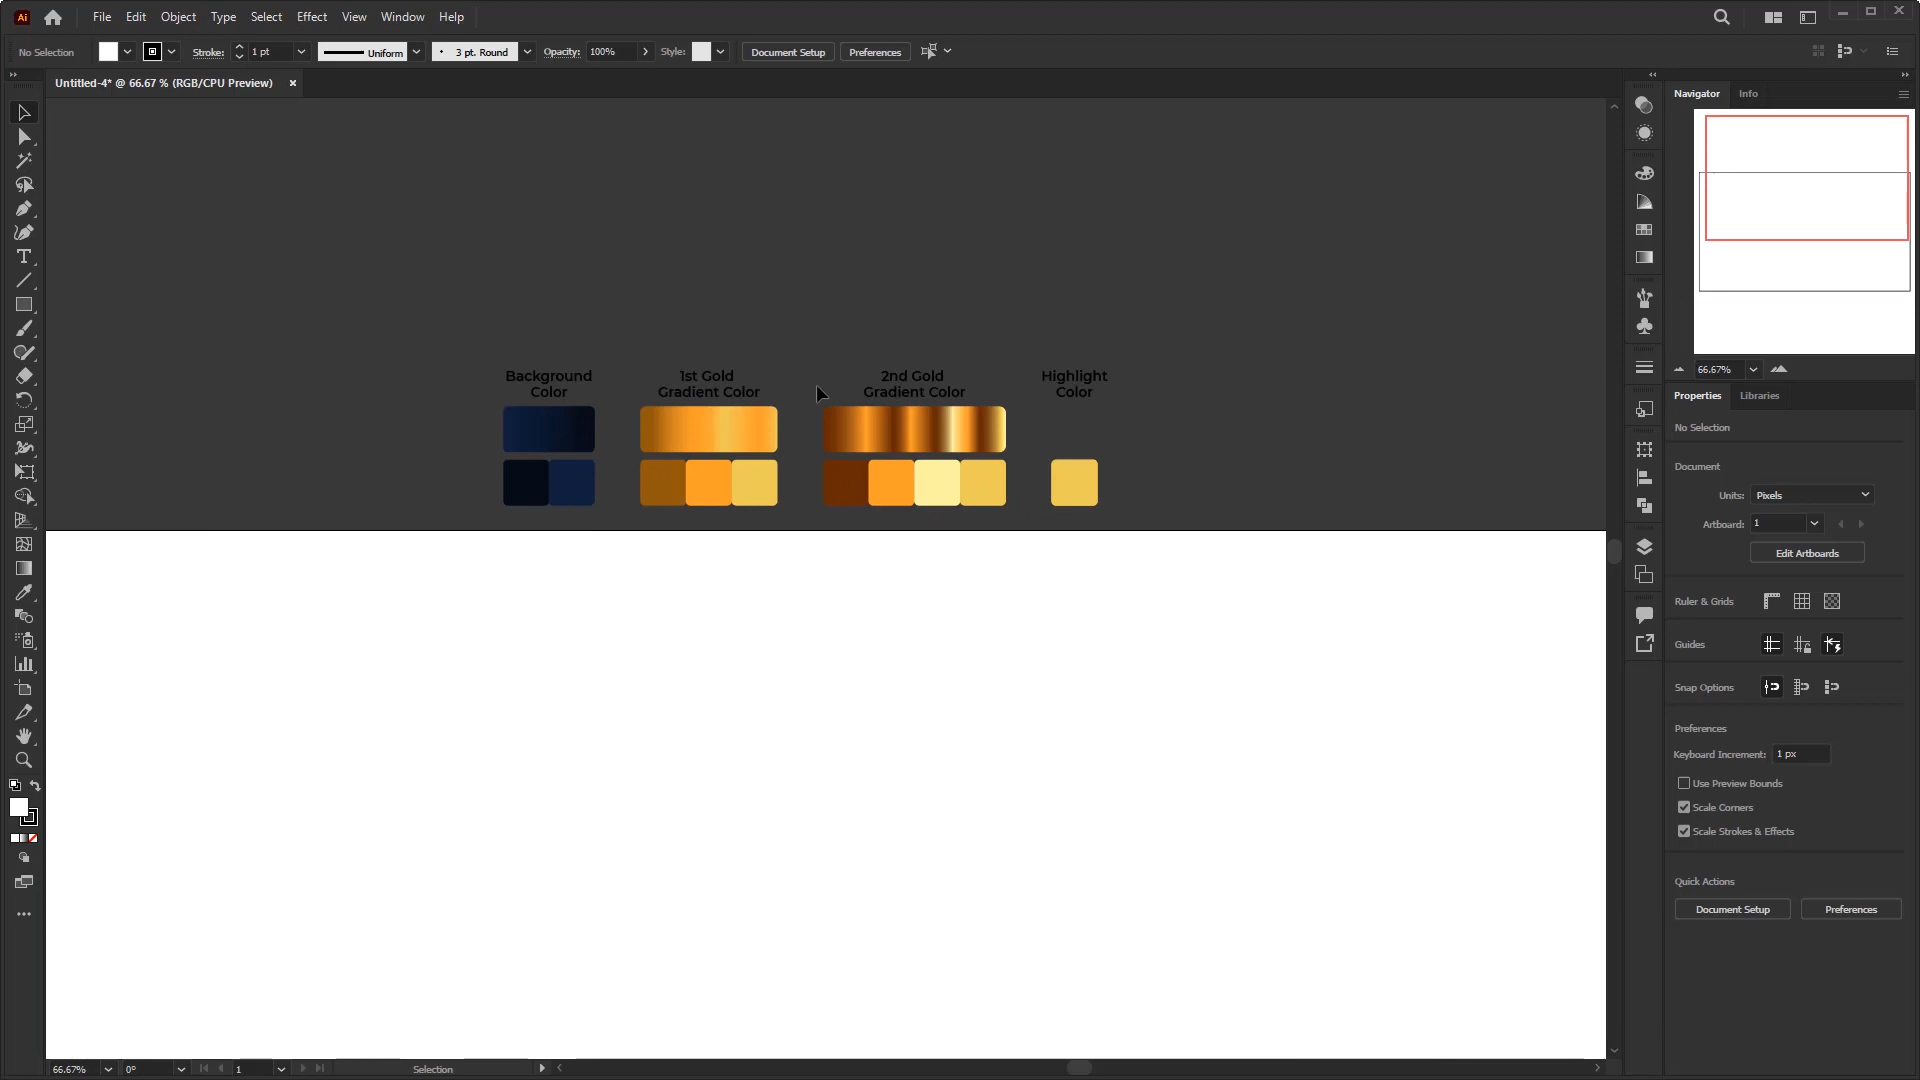 Ai File Edit Object Type Select Effect View Window Help
No Selection Stroke: 1 pt Uniform 3 pt. Round Opacity: 100% Style: Document Setup Preferences
Untitled-4* @ 66.67 % (RGB/CPU Preview) ×
Navigator Info
66.67%
Background Color
1st Gold Gradient Color
2nd Gold Gradient Color
Highlight Color
Properties Libraries
No Selection
Document
Units: Pixels
Artboard: 1
Edit Artboards
Ruler & Grids
Guides
Snap Options
Preferences
Keyboard Increment: 1 px
Use Preview Bounds
Scale Corners
Scale Strokes & Effects
Quick Actions
Document Setup Preferences
66.67% 0° 1 Selection